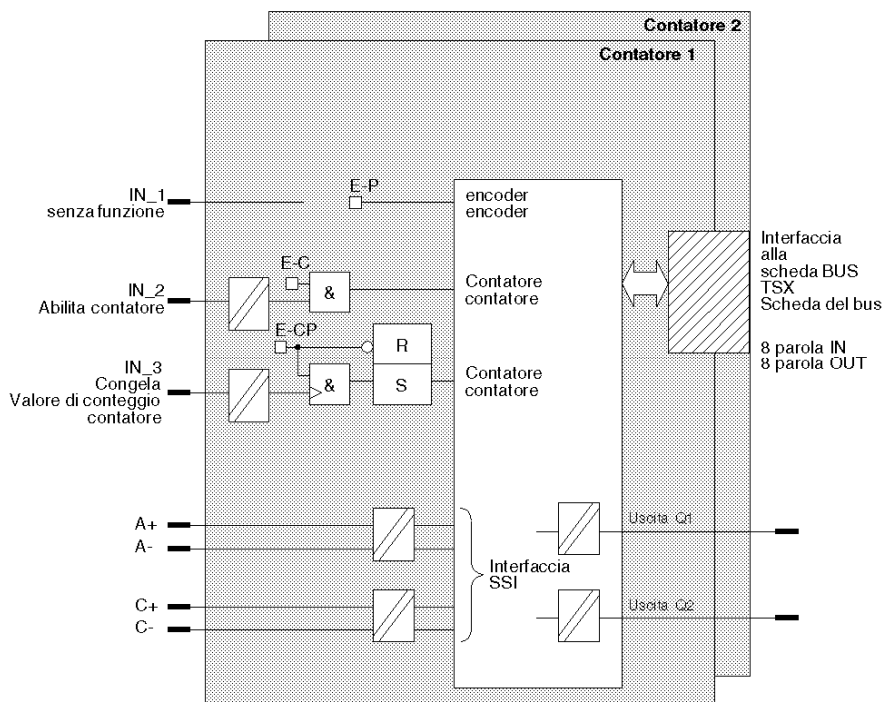 Contatore 2
Contatore 1
IN_1
senza funzione
E-P
encoder
encoder
Interfaccia
alla
scheda BUS
TSX
Scheda del bus
8 parola IN
8 parola OUT
IN_2
Abilita contatore
E-C
&
Contatore
contatore
E-CP
R
IN_3
Congela
Valore di conteggio
contatore
&
S
Contatore
contatore
A+
A-
C+
C-
Interfaccia
SSI
Uscita Q1
Uscita Q2